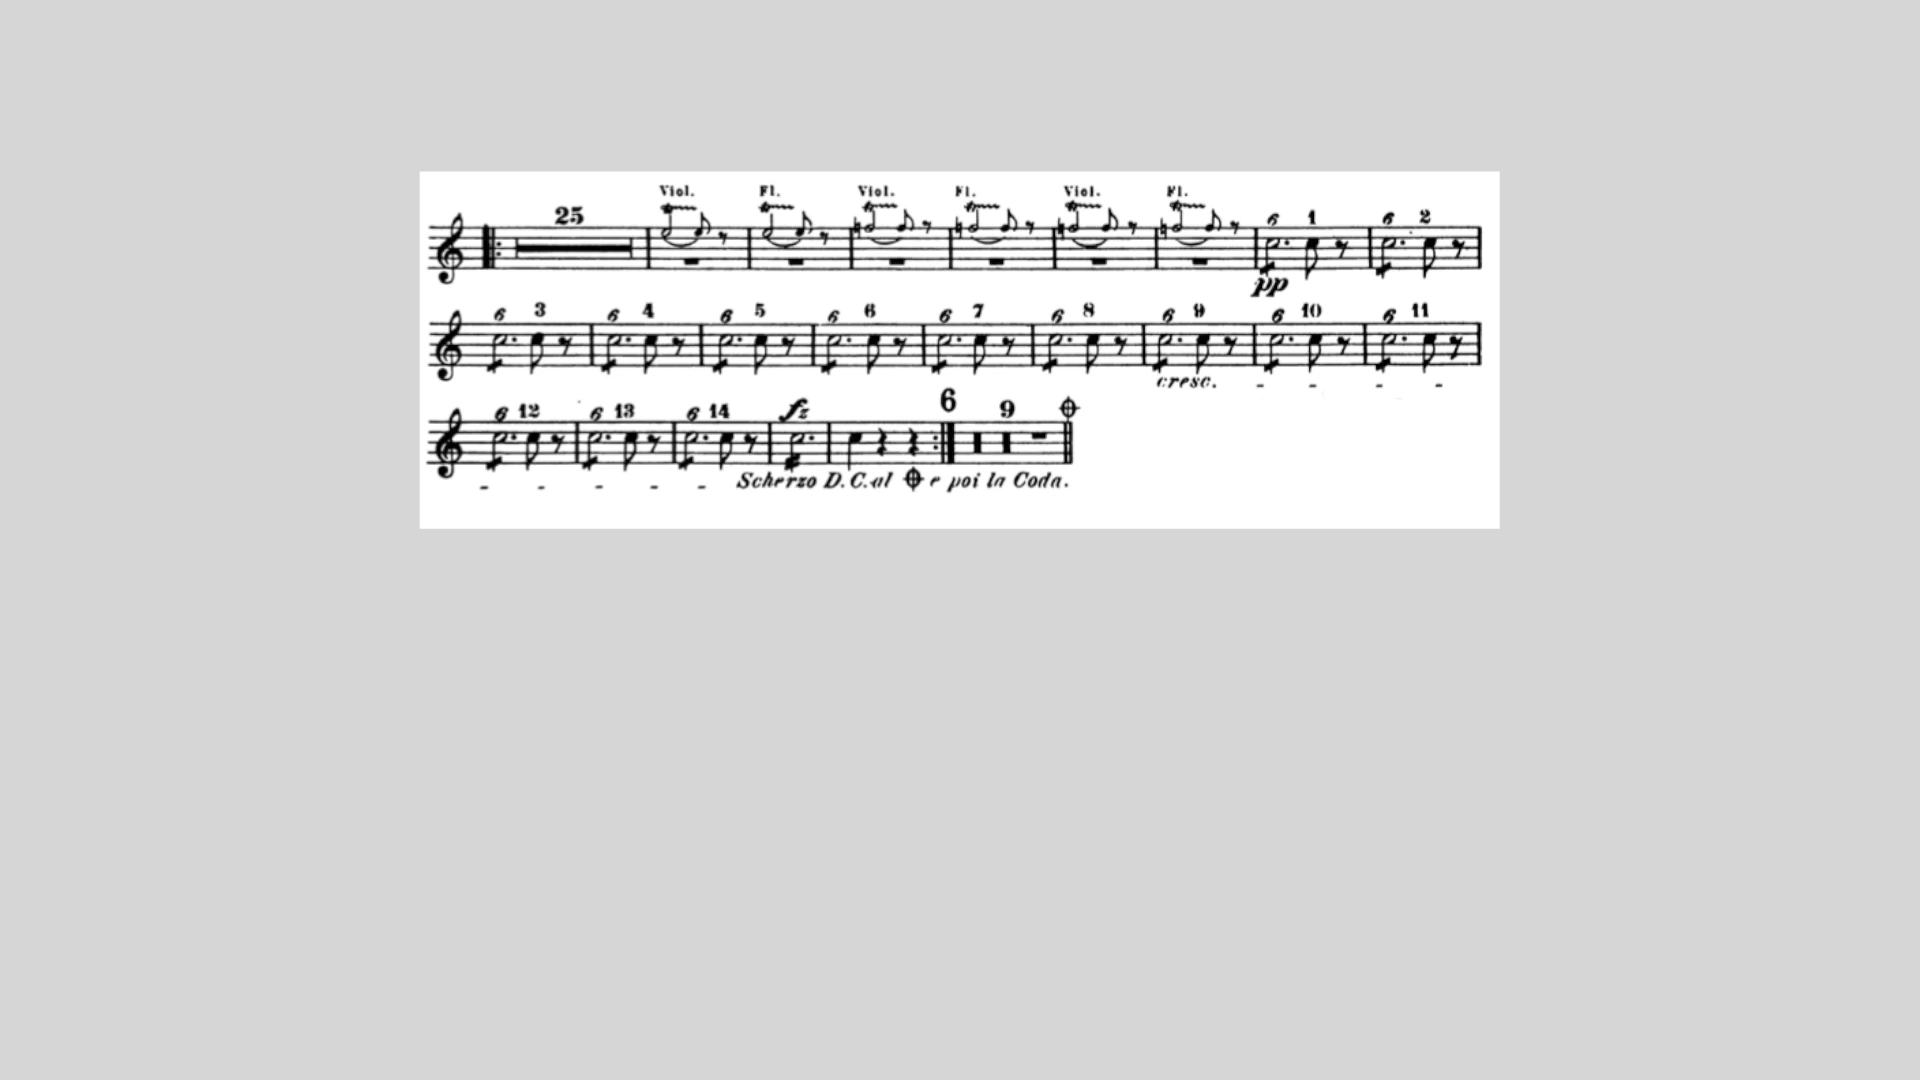 25 Viol. Fl. Viol. Fl. Viol. Fl. 6 1 6 2
pp
6 3 6 4 6 5 6 6 6 7 6 8 6 9 6 10 6 11
cresc. - - - -
6 12 6 13 6 14 fz 6 9
- - - - - Scherzo D.C. al e poi la Coda.